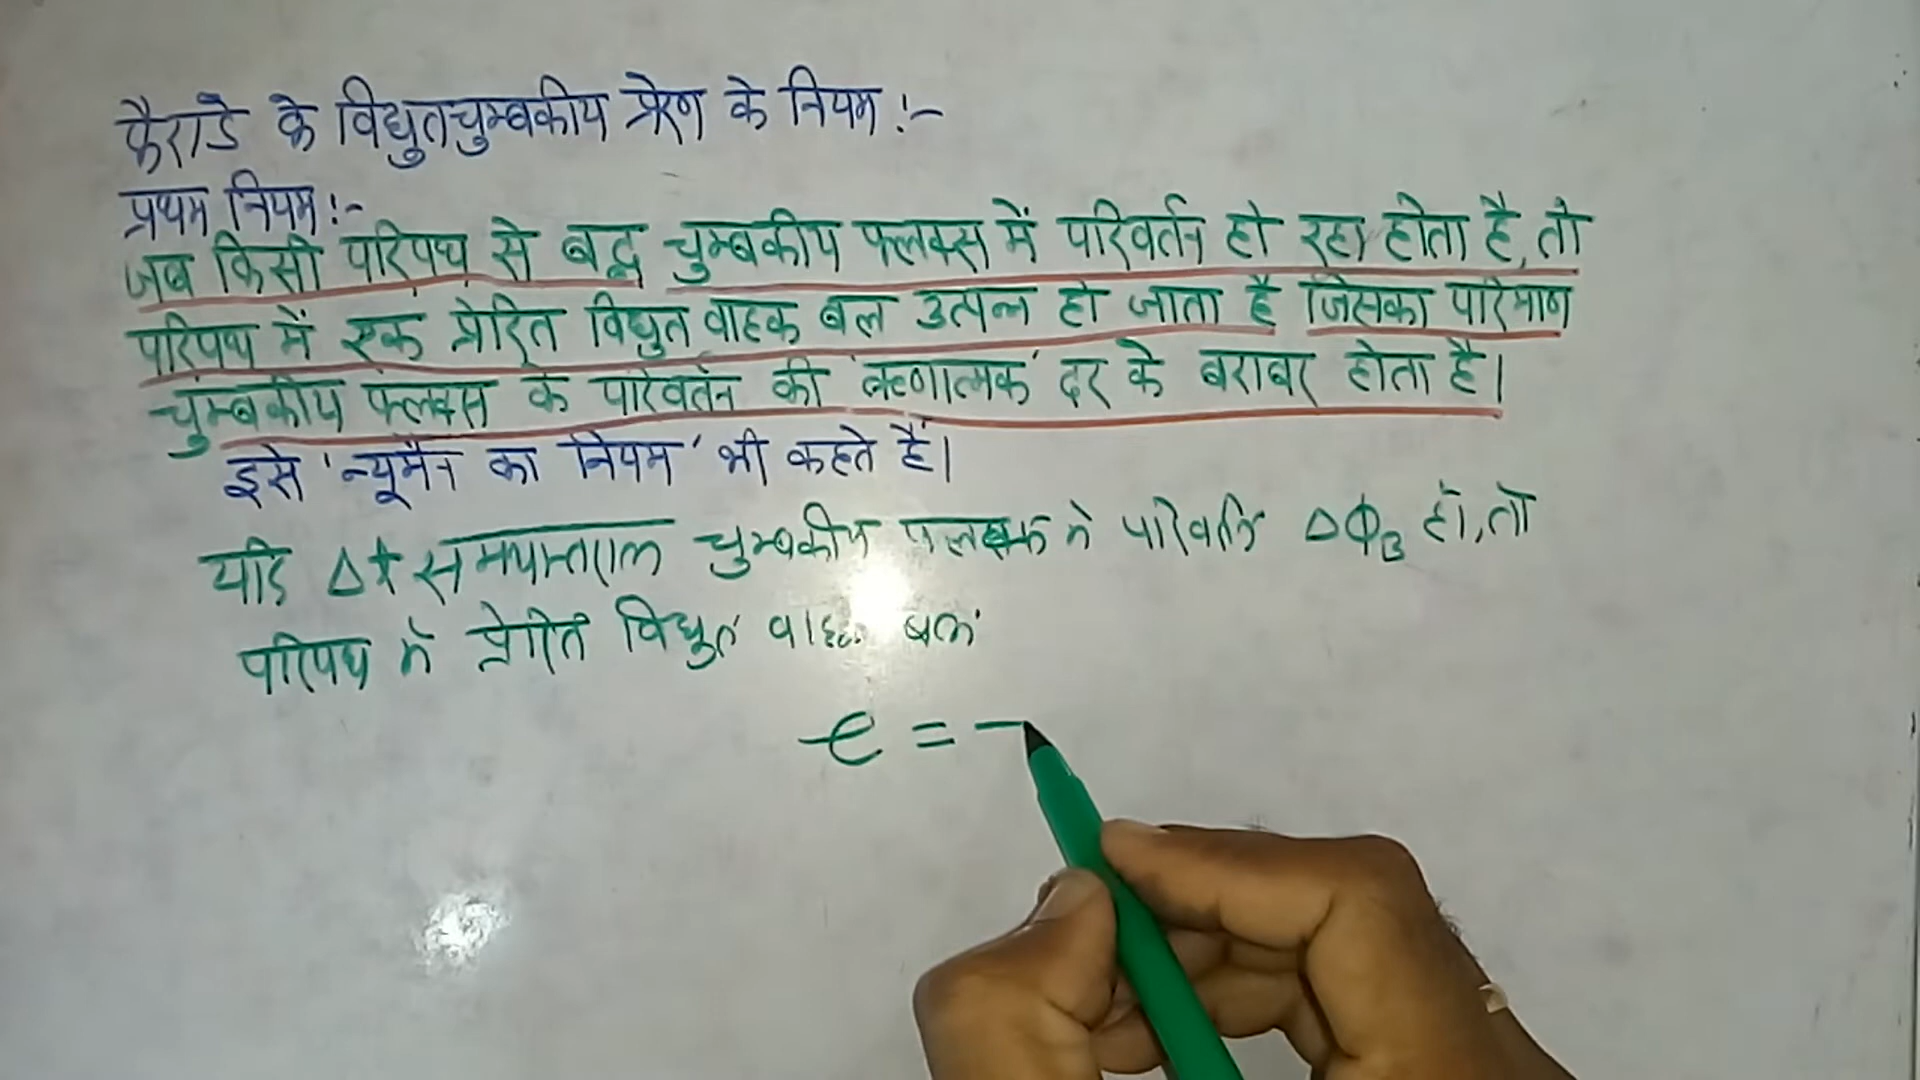 फैराडे के विद्युतचुम्बकीय प्रेरण के नियम :-
प्रथम नियम :-
जब किसी परिपथ से बद्ध चुम्बकीय फ्लक्स में परिवर्तन हो रहा होता है, तो
परिपथ में एक प्रेरित विद्युत वाहक बल उत्पन्न हो जाता है जिसका परिमाण
चुम्बकीय फ्लक्स के परिवर्तन की 'ऋणात्मक' दर के बराबर होता है।
इसे 'न्यूमैन का नियम' भी कहते हैं।
यदि Δt समयान्तराल चुम्बकीय में परिवर्तन ΔΦB हो, तो
परिपथ में प्रेरित विद्युत वाहक बल
e = -